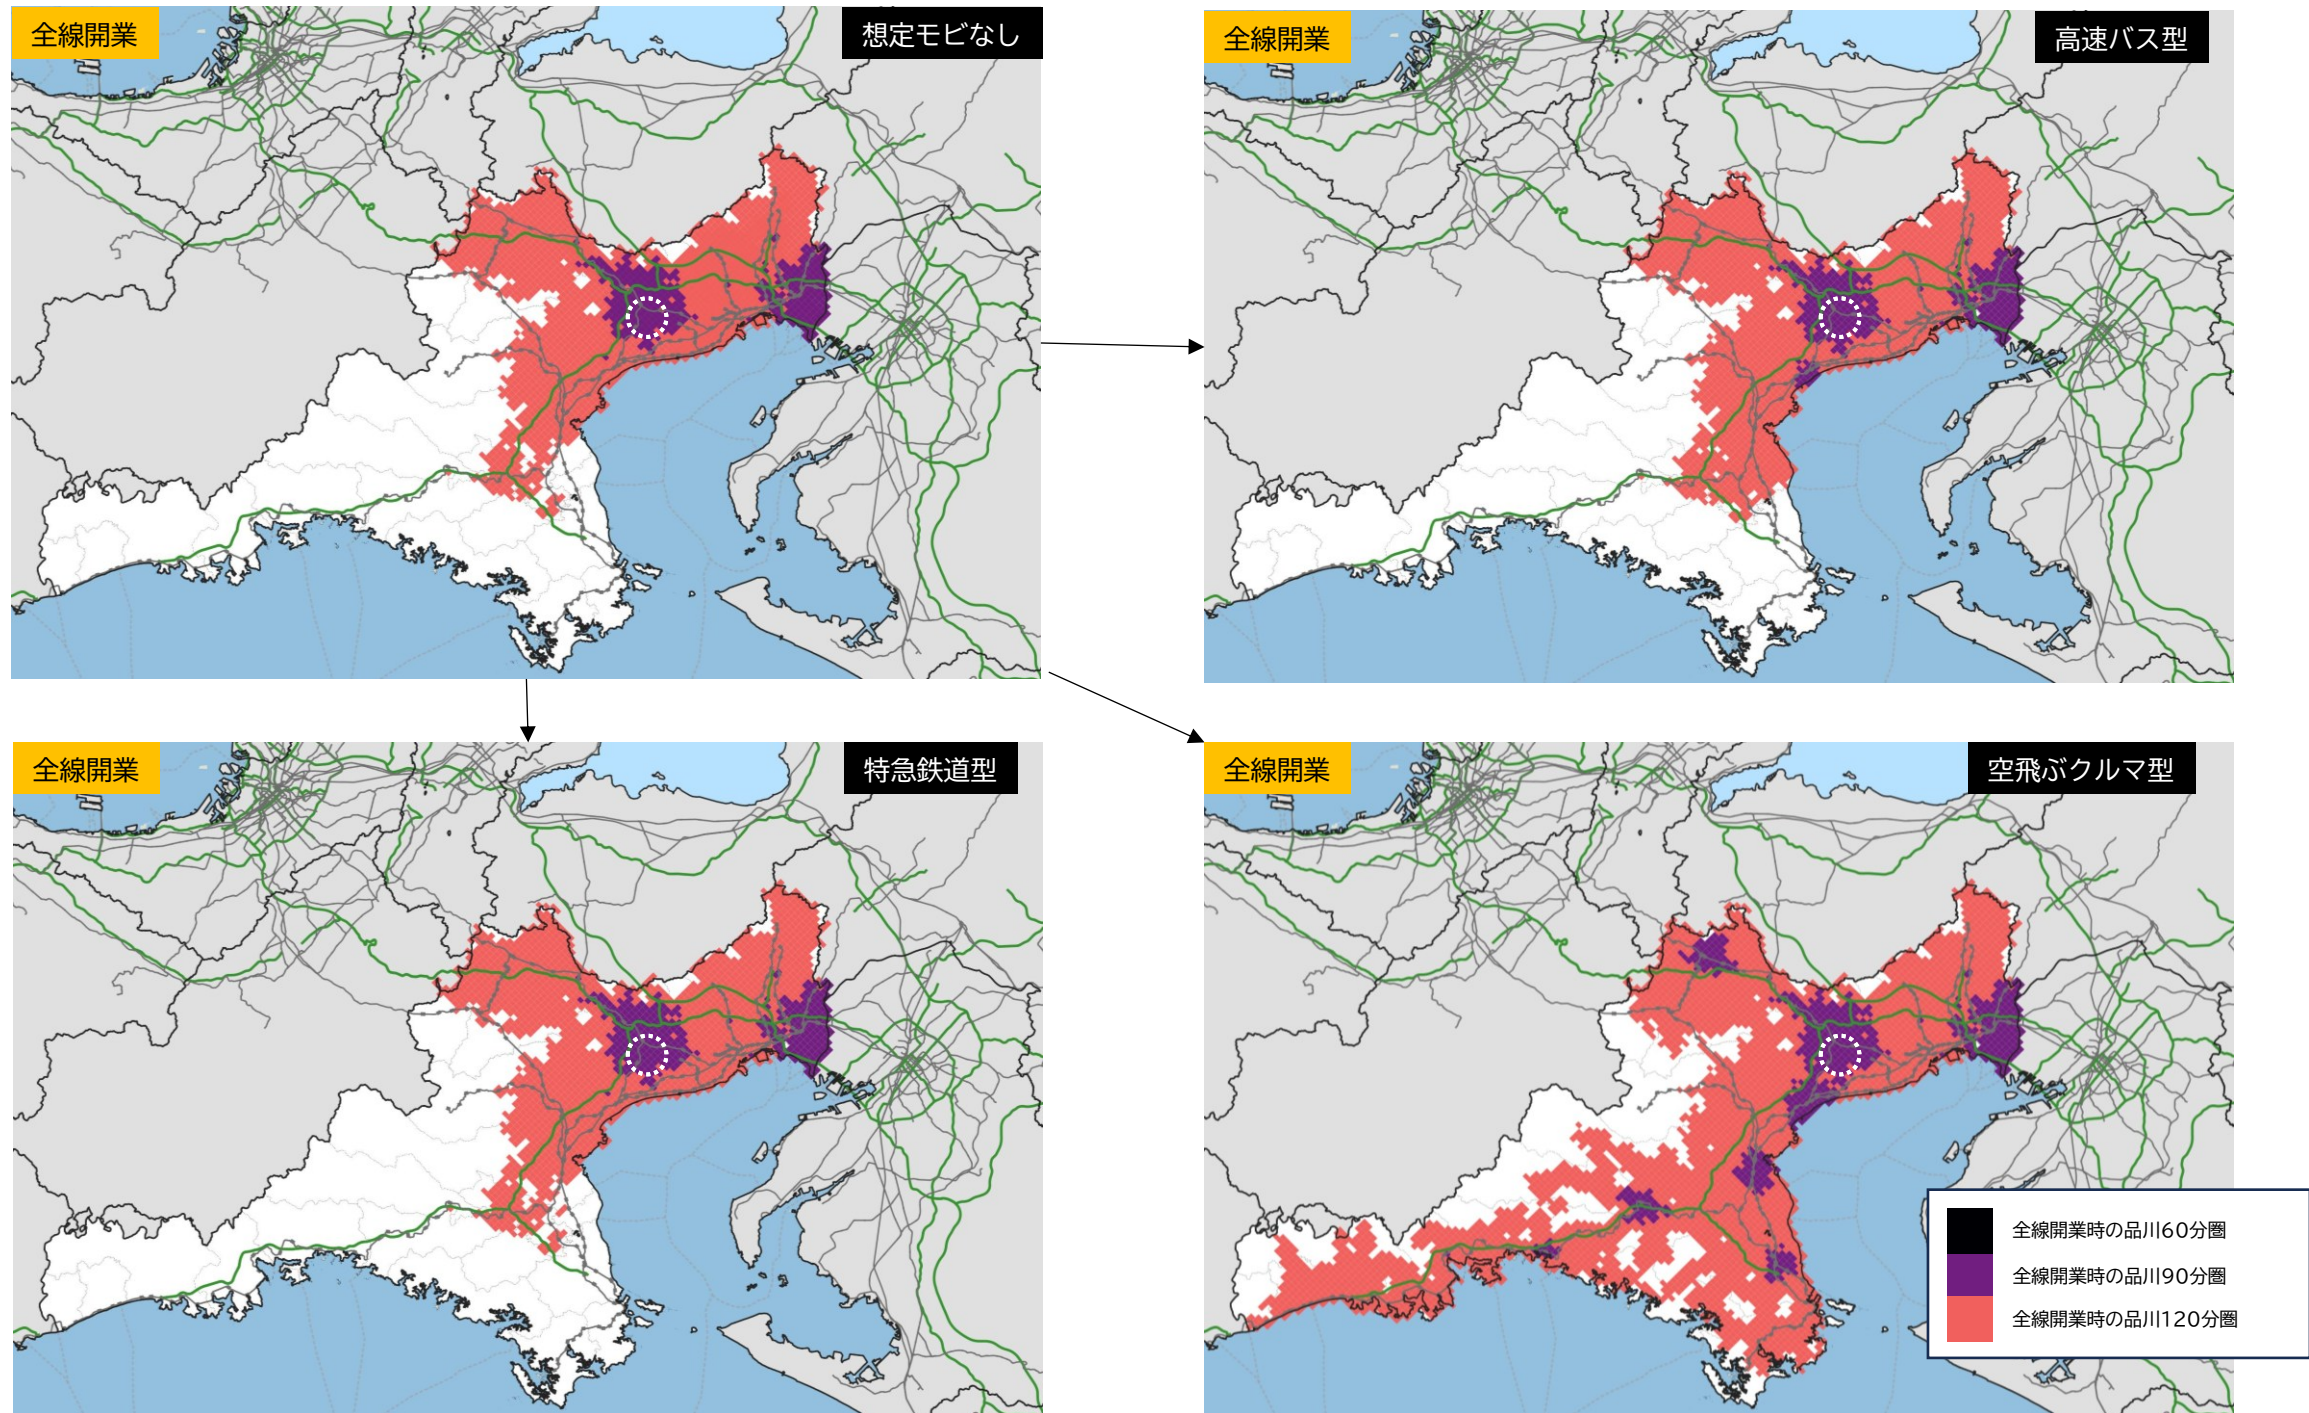 全線開業
想定モビなし
全線開業
高速バス型
全線開業
特急鉄道型
全線開業
空飛ぶクルマ型
全線開業時の品川60分圏
全線開業時の品川90分圏
全線開業時の品川120分圏